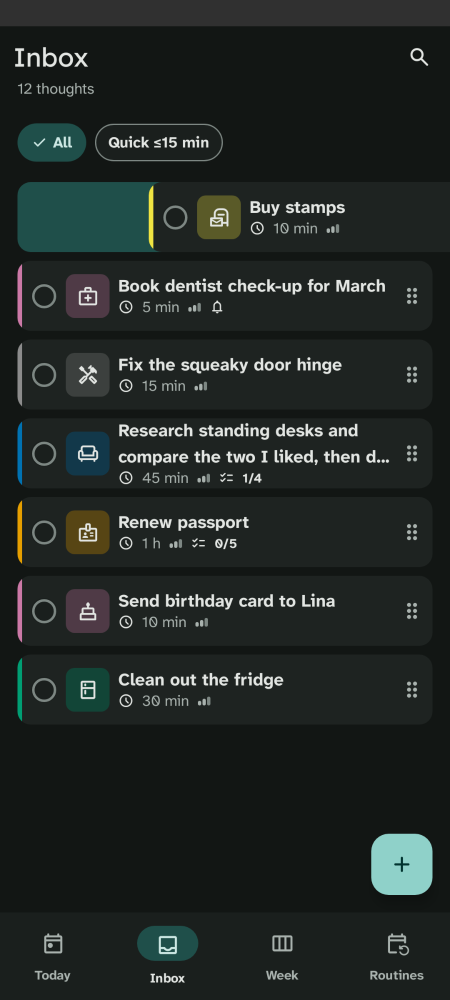 Inbox
12 thoughts
All
Quick ≤15 min
Buy stamps
10 min
Book dentist check-up for March
5 min
Fix the squeaky door hinge
15 min
Research standing desks and
compare the two I liked, then d…
45 min 1/4
Renew passport
1 h 0/5
Send birthday card to Lina
10 min
Clean out the fridge
30 min
Today
Inbox
Week
Routines